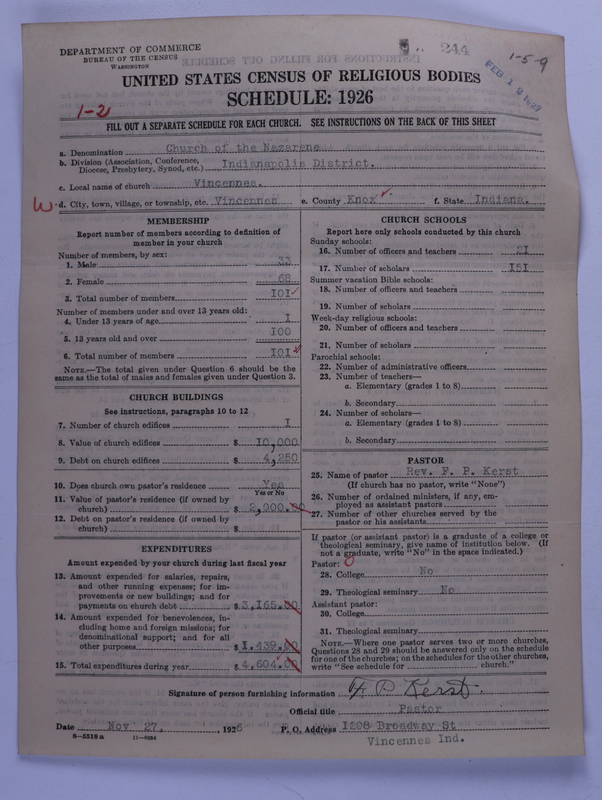 DEPARTMENT OF COMMERCE
BUREAU OF THE CENSUS
WASHINGTON
244
1-5-9
UNITED STATES CENSUS OF RELIGIOUS BODIES
SCHEDULE: 1926
1-2
FILL OUT A SEPARATE SCHEDULE FOR EACH CHURCH. SEE INSTRUCTIONS ON THE BACK OF THIS SHEET
a. Denomination Church of the Nazarene
b. Division (Association, Conference, Diocese, Presbytery, Synod, etc.) Indianapolis District.
c. Local name of church Vincennes.
W d. City, town, village, or township, etc. Vincennes e. County Knox f. State Indiana.
MEMBERSHIP
Report number of members according to definition of
member in your church
Number of members, by sex:
1. Male 33
2. Female 68
3. Total number of members 101
Number of members under and over 13 years old:
4. Under 13 years of age 1
5. 13 years old and over 100
6. Total number of members 101
NOTE.—The total given under Question 6 should be the
same as the total of males and females given under Question 3.
CHURCH BUILDINGS
See instructions, paragraphs 10 to 12
7. Number of church edifices 1
8. Value of church edifices $ 10,000
9. Debt on church edifices $ 4,250
10. Does church own pastor's residence Yes
Yes or No
11. Value of pastor's residence (if owned by
church) $ 2,000.00
12. Debt on pastor's residence (if owned by
church) $
EXPENDITURES
Amount expended by your church during last fiscal year
13. Amount expended for salaries, repairs,
and other running expenses; for im-
provements or new buildings; and for
payments on church debt $ 3,165.00
14. Amount expended for benevolences, in-
cluding home and foreign missions; for
denominational support; and for all
other purposes $ 1,439.00
15. Total expenditures during year $ 4,604.00
CHURCH SCHOOLS
Report here only schools conducted by this church
Sunday schools:
16. Number of officers and teachers 21
17. Number of scholars 151
Summer vacation Bible schools:
18. Number of officers and teachers
19. Number of scholars
Week-day religious schools:
20. Number of officers and teachers
21. Number of scholars
Parochial schools:
22. Number of administrative officers
23. Number of teachers—
a. Elementary (grades 1 to 8)
b. Secondary
24. Number of scholars—
a. Elementary (grades 1 to 8)
b. Secondary
PASTOR
25. Name of pastor Rev. F. P. Kerst
(If church has no pastor, write "None")
26. Number of ordained ministers, if any, em-
ployed as assistant pastors
27. Number of other churches served by the
pastor or his assistants
If pastor (or assistant pastor) is a graduate of a college or
theological seminary, give name of institution below. (If
not a graduate, write "No" in the space indicated.)
Pastor: 0
28. College No
29. Theological seminary No
Assistant pastor:
30. College
31. Theological seminary
NOTE.—Where one pastor serves two or more churches,
Questions 28 and 29 should be answered only on the schedule
for one of the churches; on the schedules for the other churches,
write "See schedule for church."
Signature of person furnishing information F. P. Kerst.
Official title Pastor
Date Nov 27, 1926 P. O. Address 1208 Broadway St
8—5518a 11—9084
Vincennes Ind.